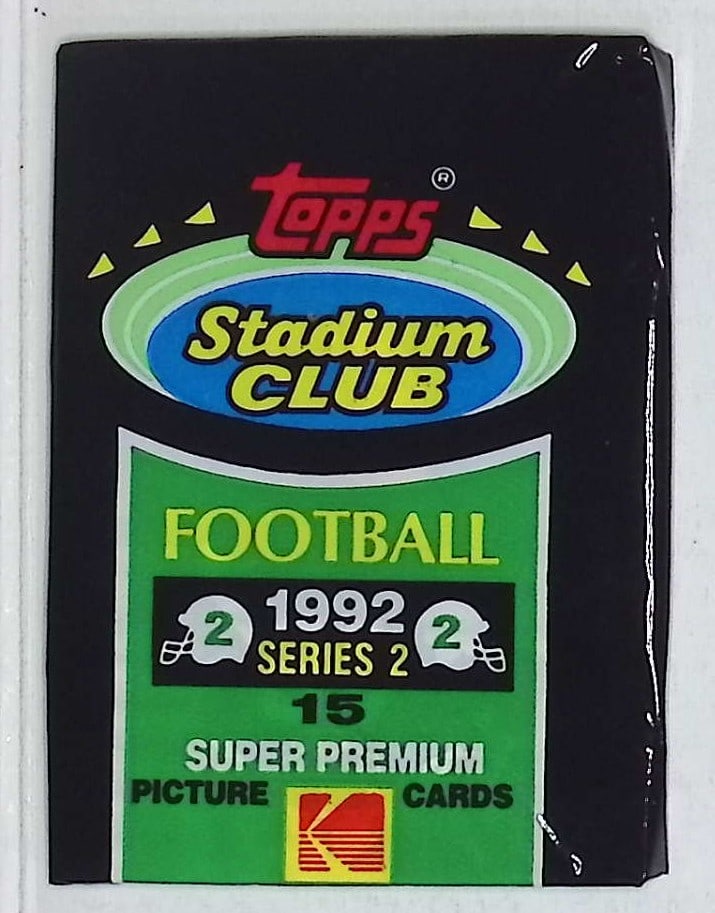 Topps ®
Stadium
CLUB
FOOTBALL
2 1992 2
SERIES 2
15
SUPER PREMIUM
PICTURE CARDS
K